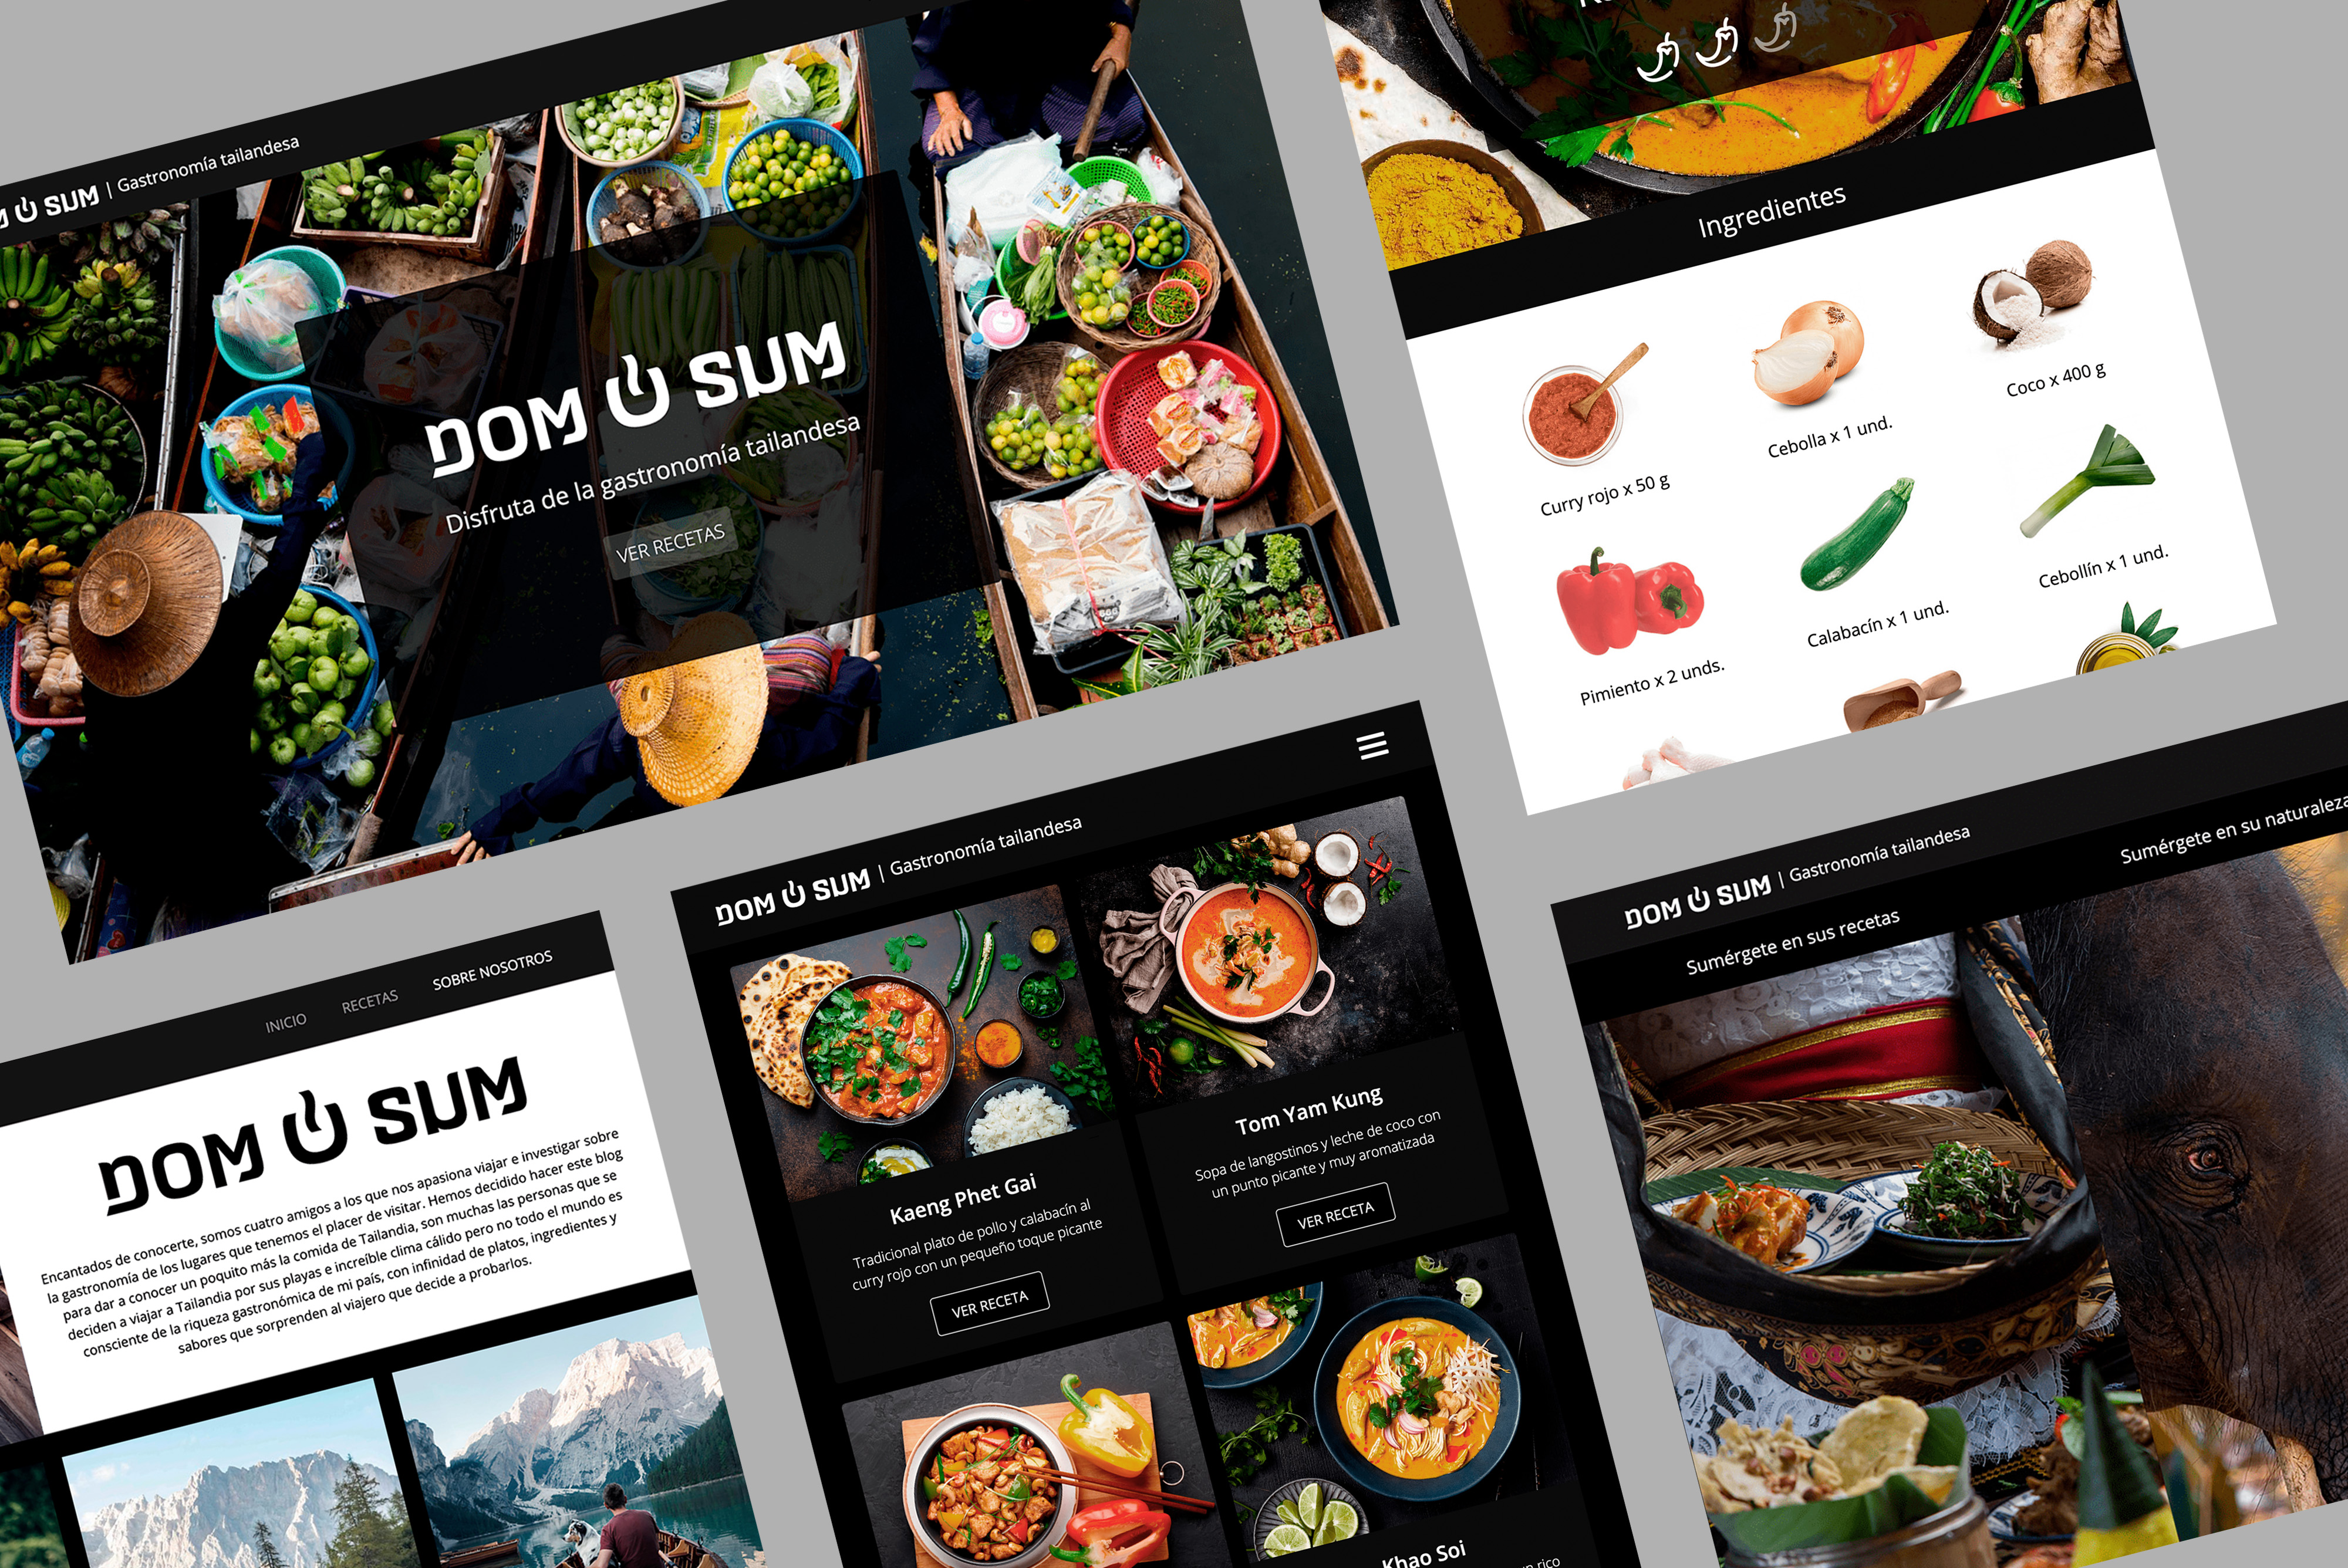 SUM | Gastronomía tailandesa
DOM SUM
Disfruta de la gastronomía tailandesa
VER RECETAS
Ingredientes
Curry rojo x 50 g
Cebolla x 1 und.
Coco x 400 g
Pimiento x 2 unds.
Calabacín x 1 und.
Cebollín x 1 und.
INICIO
RECETAS
SOBRE NOSOTROS
DOM SUM
Encantados de conocerte, somos cuatro amigos a los que nos apasiona viajar e investigar sobre
la gastronomía de los lugares que tenemos el placer de visitar. Hemos decidido hacer este blog
para dar a conocer un poquito más la comida de Tailandia, son muchas las personas que se
deciden a viajar a Tailandia por sus playas e increíble clima cálido pero no todo el mundo es
consciente de la riqueza gastronómica de mi país, con infinidad de platos, ingredientes y
sabores que sorprenden al viajero que decide a probarlos.
DOM SUM | Gastronomía tailandesa
Kaeng Phet Gai
Tradicional plato de pollo y calabacín al
curry rojo con un pequeño toque picante
VER RECETA
Tom Yam Kung
Sopa de langostinos y leche de coco con
un punto picante y muy aromatizada
VER RECETA
Khao Soi
rico
DOM SUM | Gastronomía tailandesa
Sumérgete en sus recetas
Sumérgete en su naturaleza